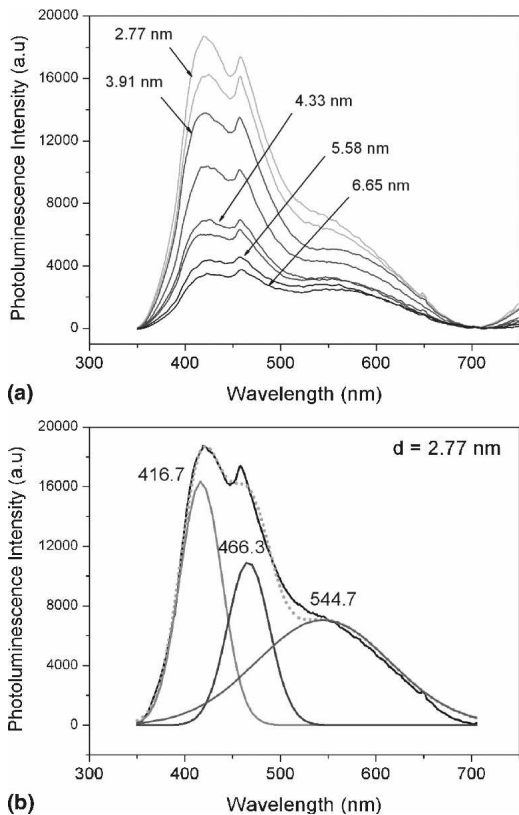 20000
16000
12000
8000
4000
0
Photoluminescence Intensity (a.u)
2.77 nm
3.91 nm
4.33 nm
5.58 nm
6.65 nm
300 400 500 600 700
Wavelength (nm)
(a)
20000
16000
12000
8000
4000
0
Photoluminescence Intensity (a.u)
d = 2.77 nm
416.7
466.3
544.7
300 400 500 600 700
Wavelength (nm)
(b)